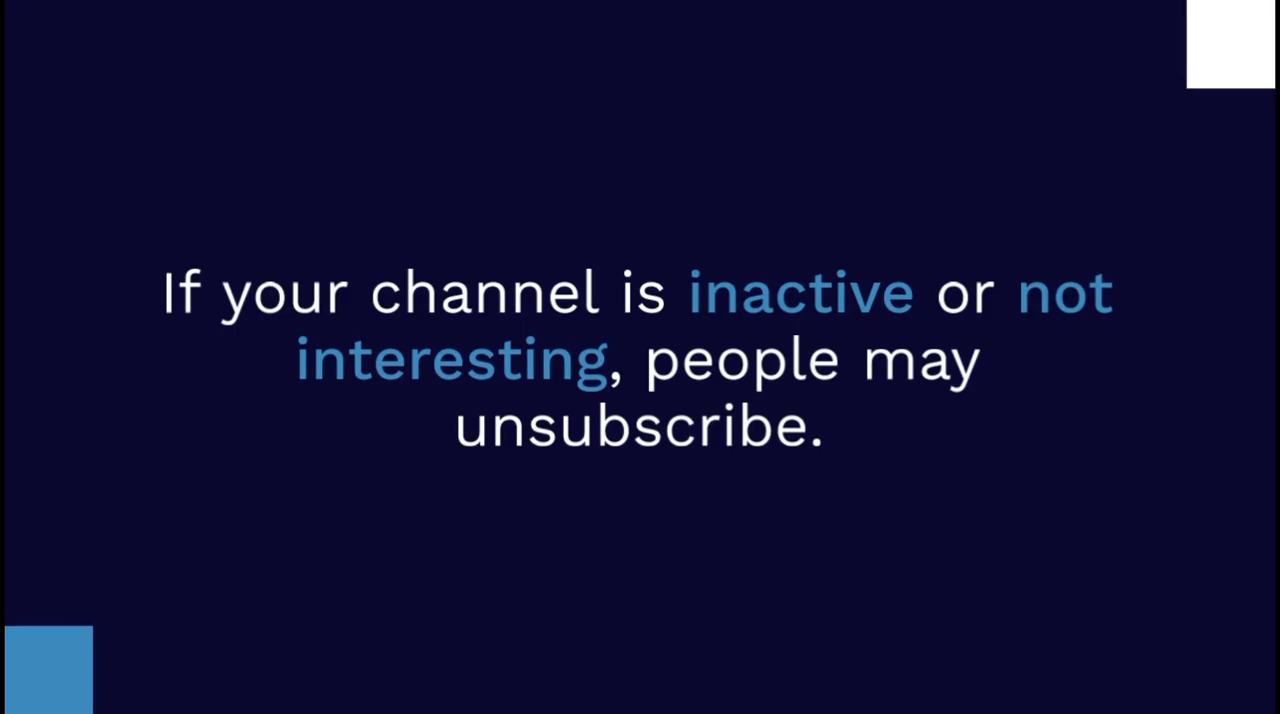 If your channel is inactive or not
interesting, people may
unsubscribe.